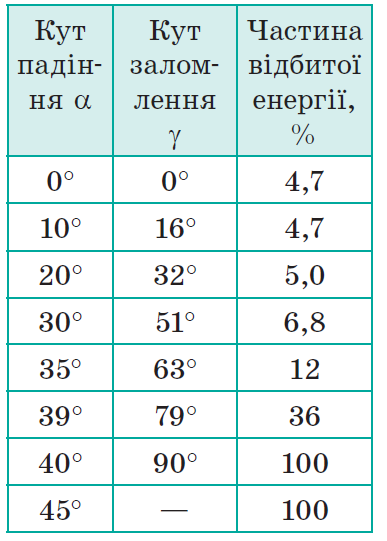 Кут Кут Частина
падін- залом- відбитої
ня α лення енергії,
γ %
0° 0° 4,7
10° 16° 4,7
20° 32° 5,0
30° 51° 6,8
35° 63° 12
39° 79° 36
40° 90° 100
45° — 100